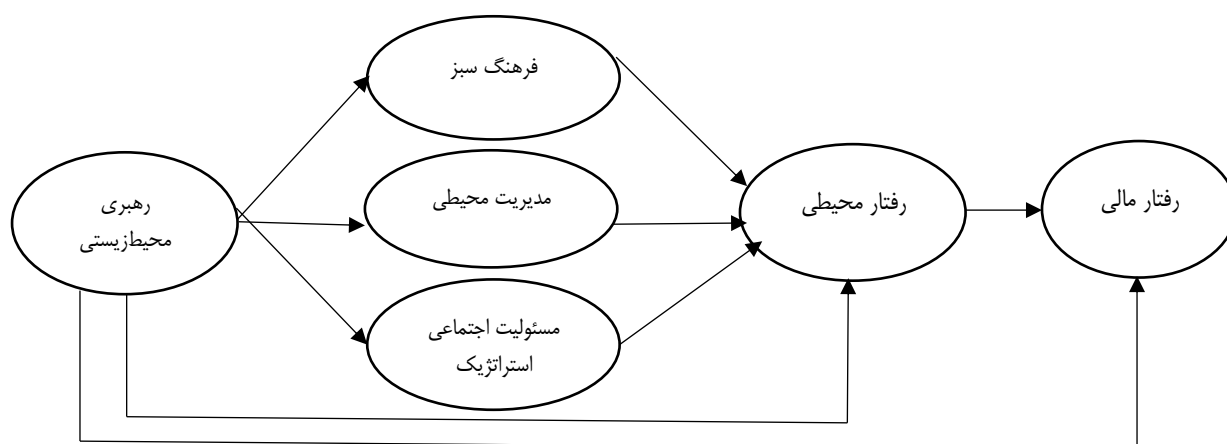 فرهنگ سبز
رهبری
محیط‌زیستی
مدیریت محیطی
مسئولیت اجتماعی
استراتژیک
رفتار محیطی
رفتار مالی